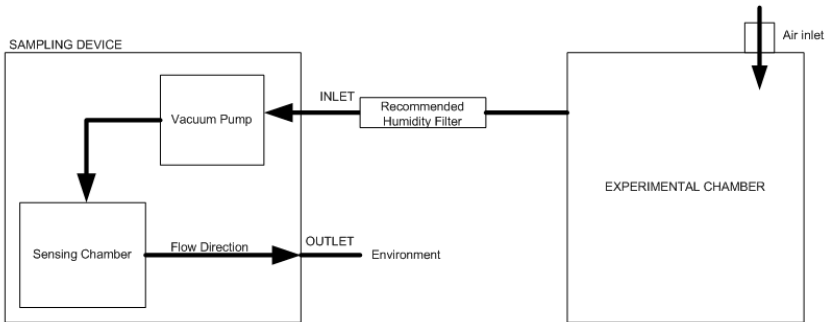 Air inlet
SAMPLING DEVICE
INLET
Recommended
Humidity Filter
Vacuum Pump
EXPERIMENTAL CHAMBER
OUTLET
Sensing Chamber
Flow Direction
Environment